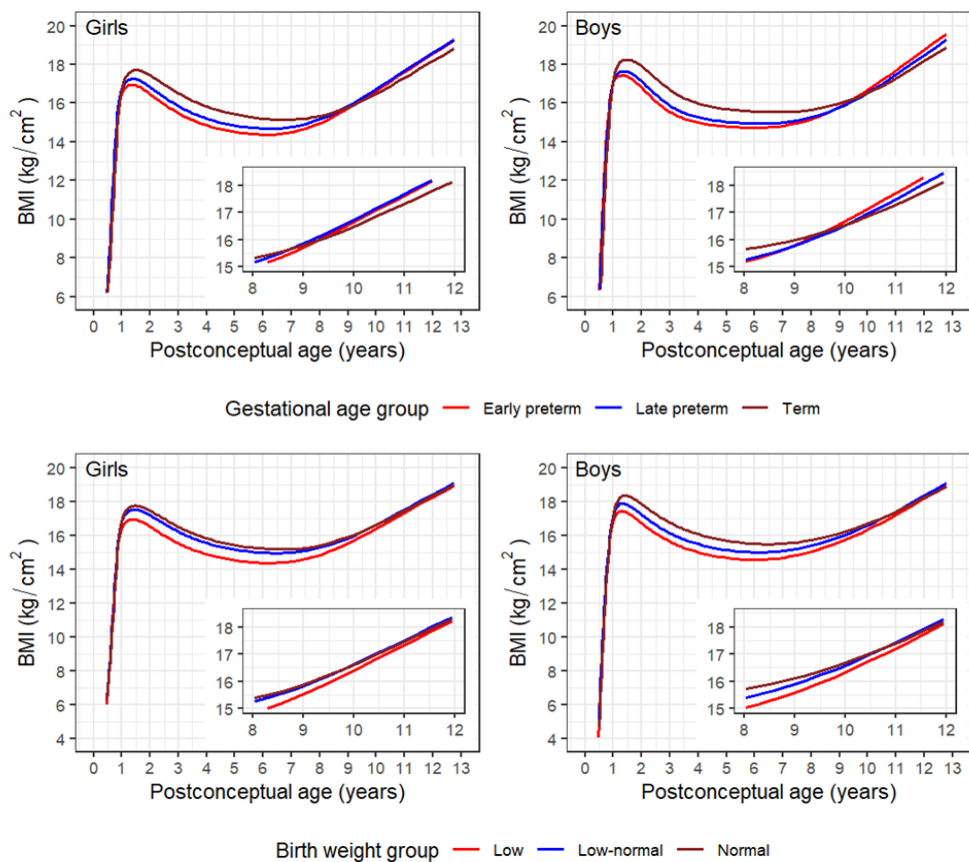 Girls
BMI (kg/cm²)
20
18
16
14
12
10
8
6
18
17
16
15
8 9 10 11 12
0 1 2 3 4 5 6 7 8 9 10 11 12 13
Postconceptual age (years)
Boys
BMI (kg/cm²)
20
18
16
14
12
10
8
6
18
17
16
15
8 9 10 11 12
0 1 2 3 4 5 6 7 8 9 10 11 12 13
Postconceptual age (years)
Gestational age group Early preterm Late preterm Term
Girls
BMI (kg/cm²)
20
18
16
14
12
10
8
6
4
18
17
16
15
8 9 10 11 12
0 1 2 3 4 5 6 7 8 9 10 11 12 13
Postconceptual age (years)
Boys
BMI (kg/cm²)
20
18
16
14
12
10
8
6
4
18
17
16
15
8 9 10 11 12
0 1 2 3 4 5 6 7 8 9 10 11 12 13
Postconceptual age (years)
Birth weight group Low Low-normal Normal